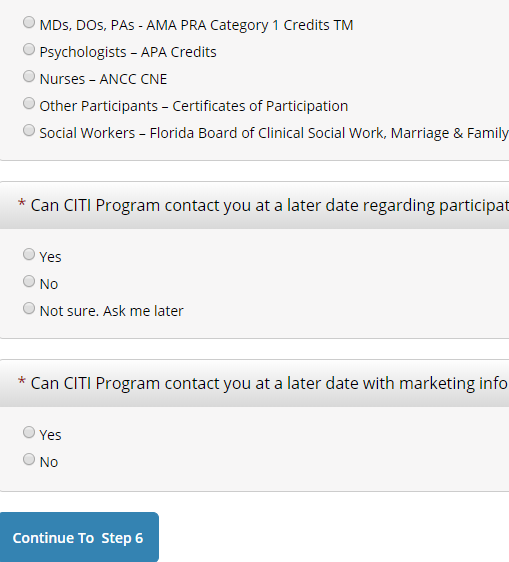 MDs, DOs, PAs - AMA PRA Category 1 Credits TM
Psychologists – APA Credits
Nurses – ANCC CNE
Other Participants – Certificates of Participation
Social Workers – Florida Board of Clinical Social Work, Marriage & Family
* Can CITI Program contact you at a later date regarding
Yes
No
Not sure. Ask me later
* Can CITI Program contact you at a later date with marketing info
Yes
No
Continue To Step 6